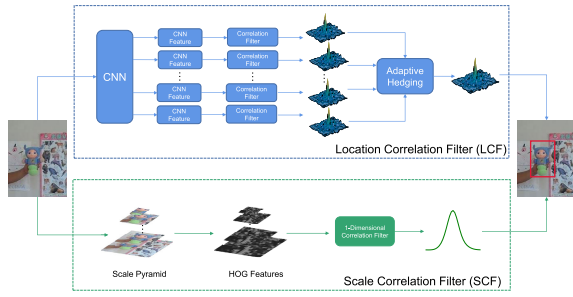 CNN
CNN
Feature
Correlation
Filter
CNN
Feature
Correlation
Filter
CNN
Feature
Correlation
Filter
CNN
Feature
Correlation
Filter
Adaptive
Hedging
Location Correlation Filter (LCF)
Scale Pyramid
HOG Features
1-Dimensional
Correlation Filter
Scale Correlation Filter (SCF)